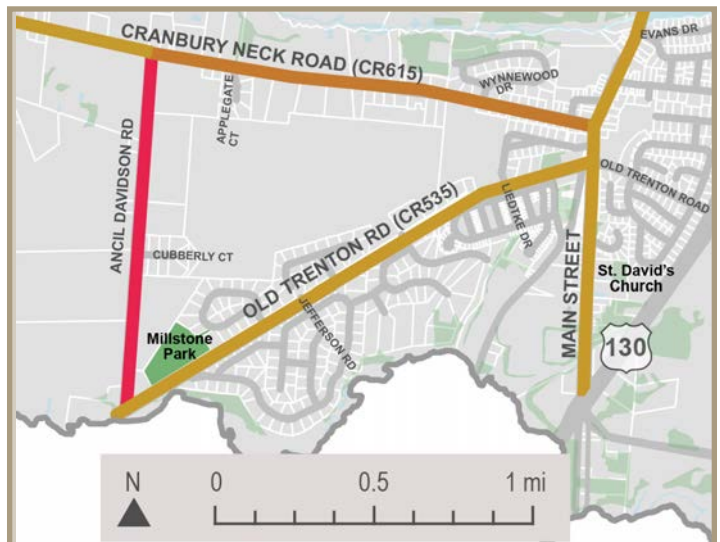 EVANS DR
CRANBURY NECK ROAD (CR615)
WYNNEWOOD
DR
APPLEGATE
CT
ANCIL DAVIDSON RD
OLD TRENTON ROAD
OLD TRENTON RD (CR535)
LIEDTKE DR
CUBBERLY CT
MAIN STREET
St. David's
Church
JEFFERSON RD
Millstone
Park
130
N
0
0.5
1 mi